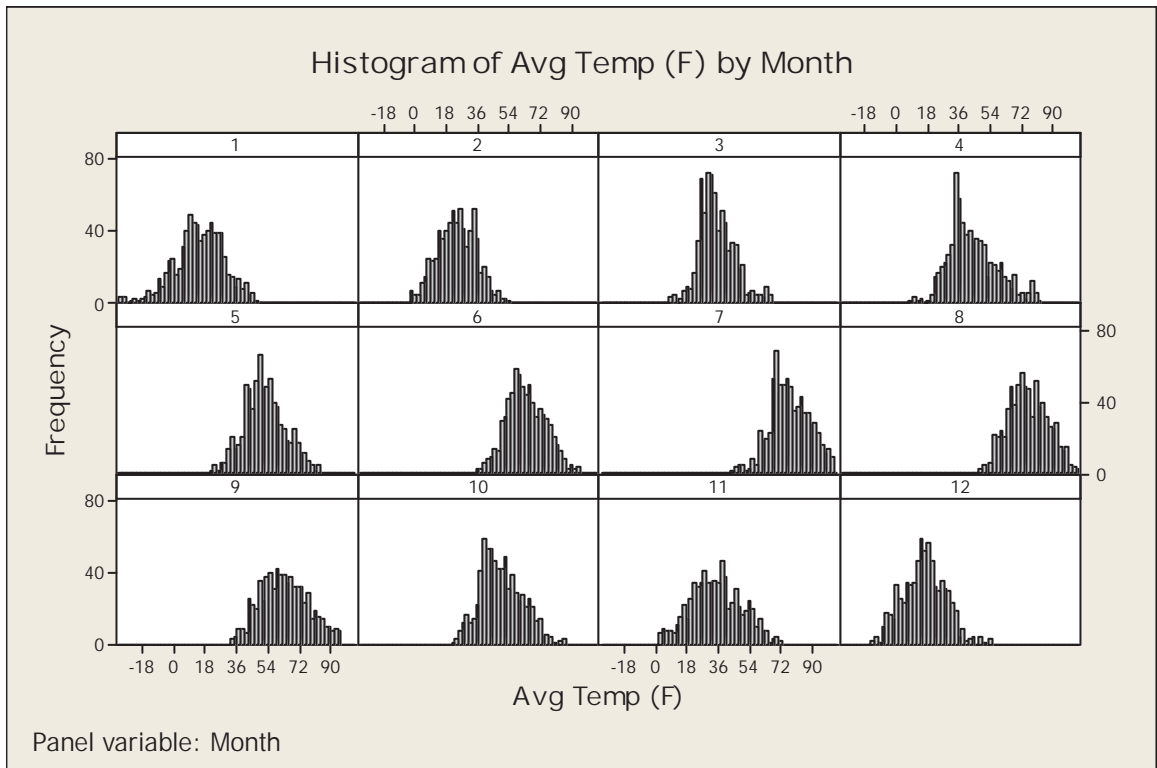 Histogram of Avg Temp (F) by Month
-18 0 18 36 54 72 90 -18 0 18 36 54 72 90
1 2 3 4
80
40
0
5 6 7 8
80
40
0
9 10 11 12
80
40
0
-18 0 18 36 54 72 90 -18 0 18 36 54 72 90
Frequency
Avg Temp (F)
Panel variable: Month